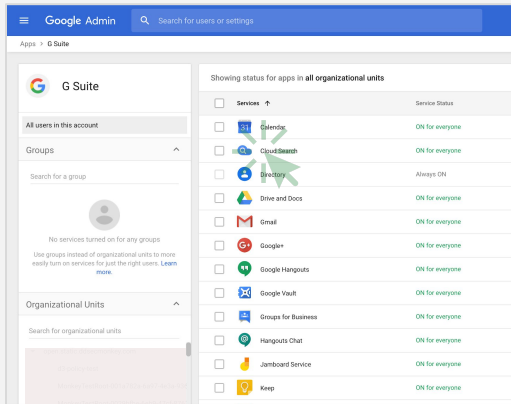 Google Admin
Search for users or settings
Apps > G Suite
G Suite
All users in this account
Groups
Search for a group
No services turned on for any groups
Use groups instead of organizational units to more
easily turn on services for just the right users. Learn
more.
Organizational Units
Search for organizational units
Showing status for apps in all organizational units
Services ↑ Service Status
31 Calendar ON for everyone
Cloud Search ON for everyone
Directory Always ON
Drive and Docs ON for everyone
Gmail ON for everyone
G+ Google+ ON for everyone
Google Hangouts ON for everyone
Google Vault ON for everyone
Groups for Business ON for everyone
Hangouts Chat ON for everyone
Jamboard Service ON for everyone
Keep ON for everyone